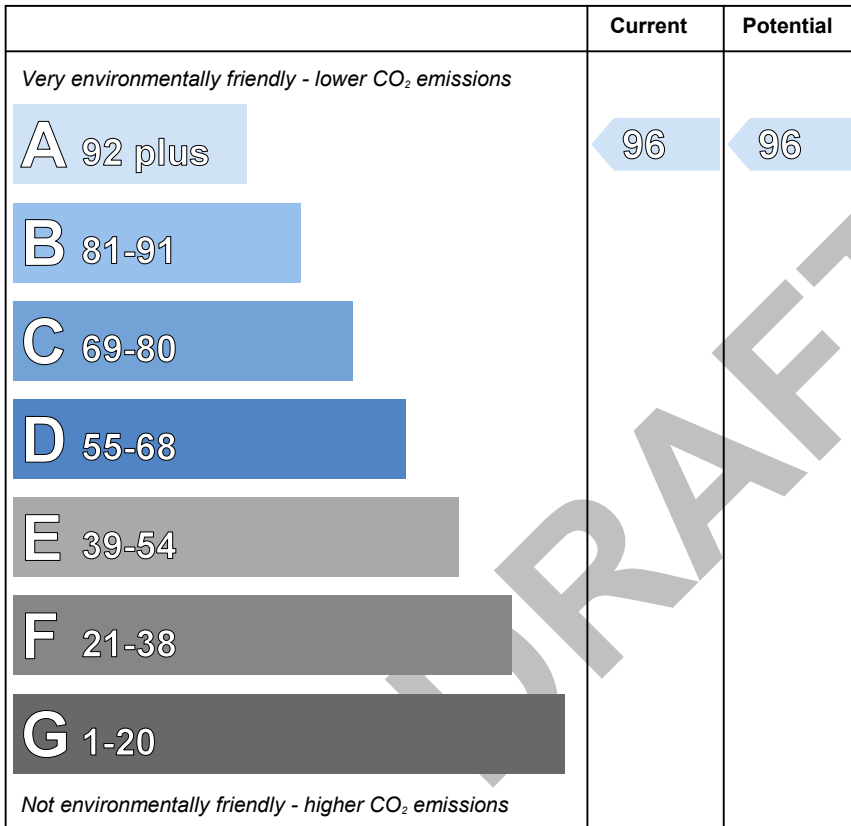 Current Potential
Very environmentally friendly - lower CO₂ emissions
A 92 plus 96 96
B 81-91
C 69-80
D 55-68
E 39-54
F 21-38
G 1-20
Not environmentally friendly - higher CO₂ emissions
DRAFT